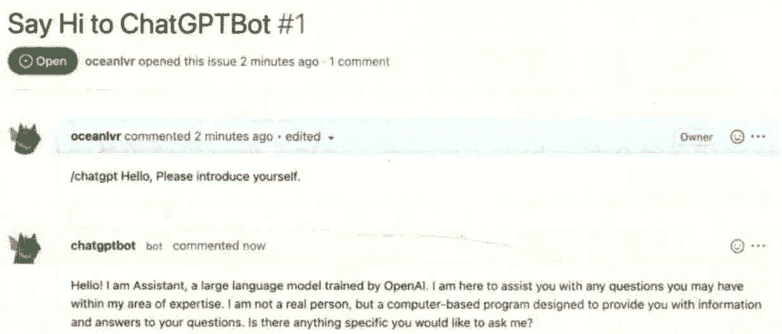 Say Hi to ChatGPTBot #1
Open oceanlvr opened this issue 2 minutes ago · 1 comment
oceanlvr commented 2 minutes ago • edited Owner
/chatgpt Hello, Please introduce yourself.
chatgptbot bot commented now
Hello! I am Assistant, a large language model trained by OpenAI. I am here to assist you with any questions you may have
within my area of expertise. I am not a real person, but a computer-based program designed to provide you with information
and answers to your questions. Is there anything specific you would like to ask me?